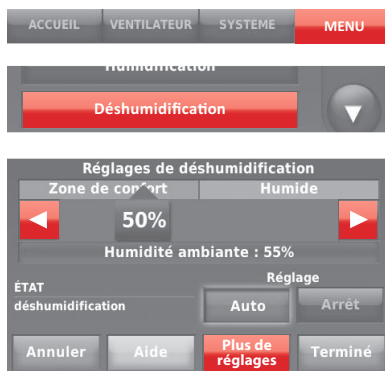 ACCUEIL VENTILATEUR SYSTEME MENU
Humidification
Déshumidification
Réglages de déshumidification
Zone de confort Humide
50%
Humidité ambiante : 55%
Réglage
ÉTAT
déshumidification
Auto Arrêt
Annuler Aide Plus de réglages Terminé